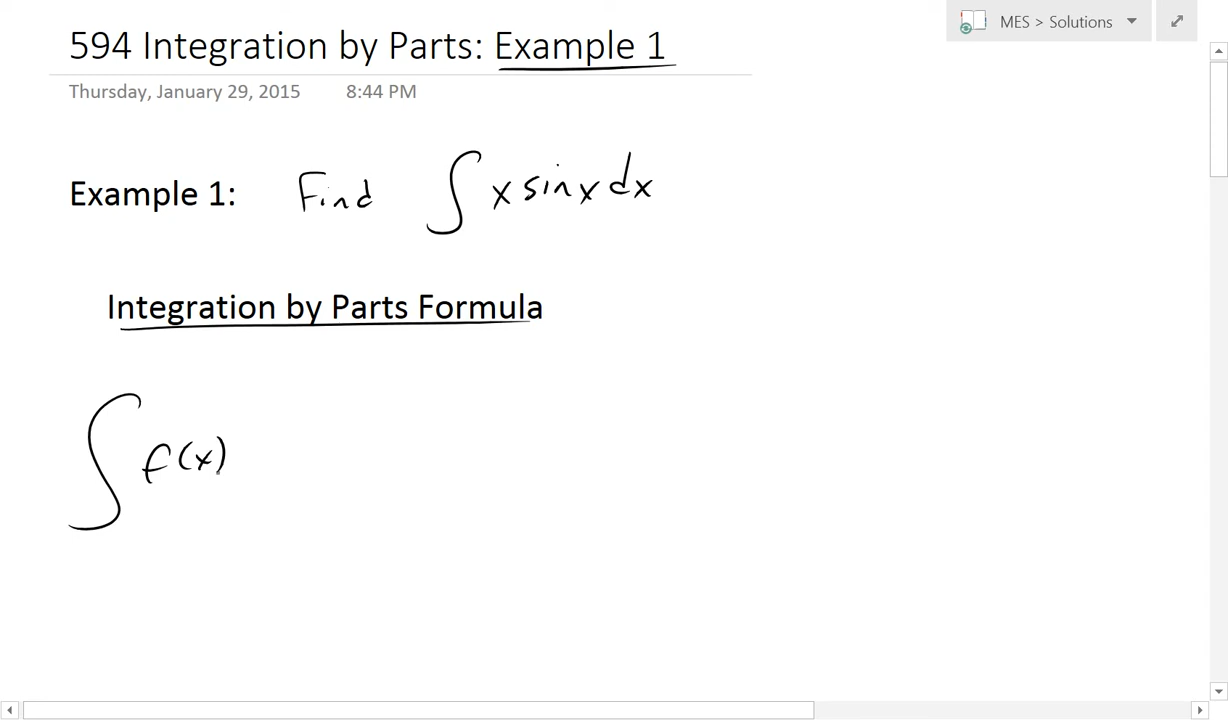 MES > Solutions
594 Integration by Parts: Example 1
Thursday, January 29, 2015 8:44 PM
Example 1: Find ∫ x sin x dx
Integration by Parts Formula
∫ f(x)